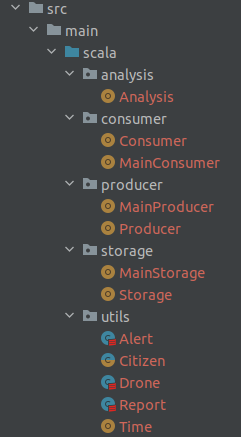 src
main
scala
analysis
Analysis
consumer
Consumer
MainConsumer
producer
MainProducer
Producer
storage
MainStorage
Storage
utils
Alert
Citizen
Drone
Report
Time